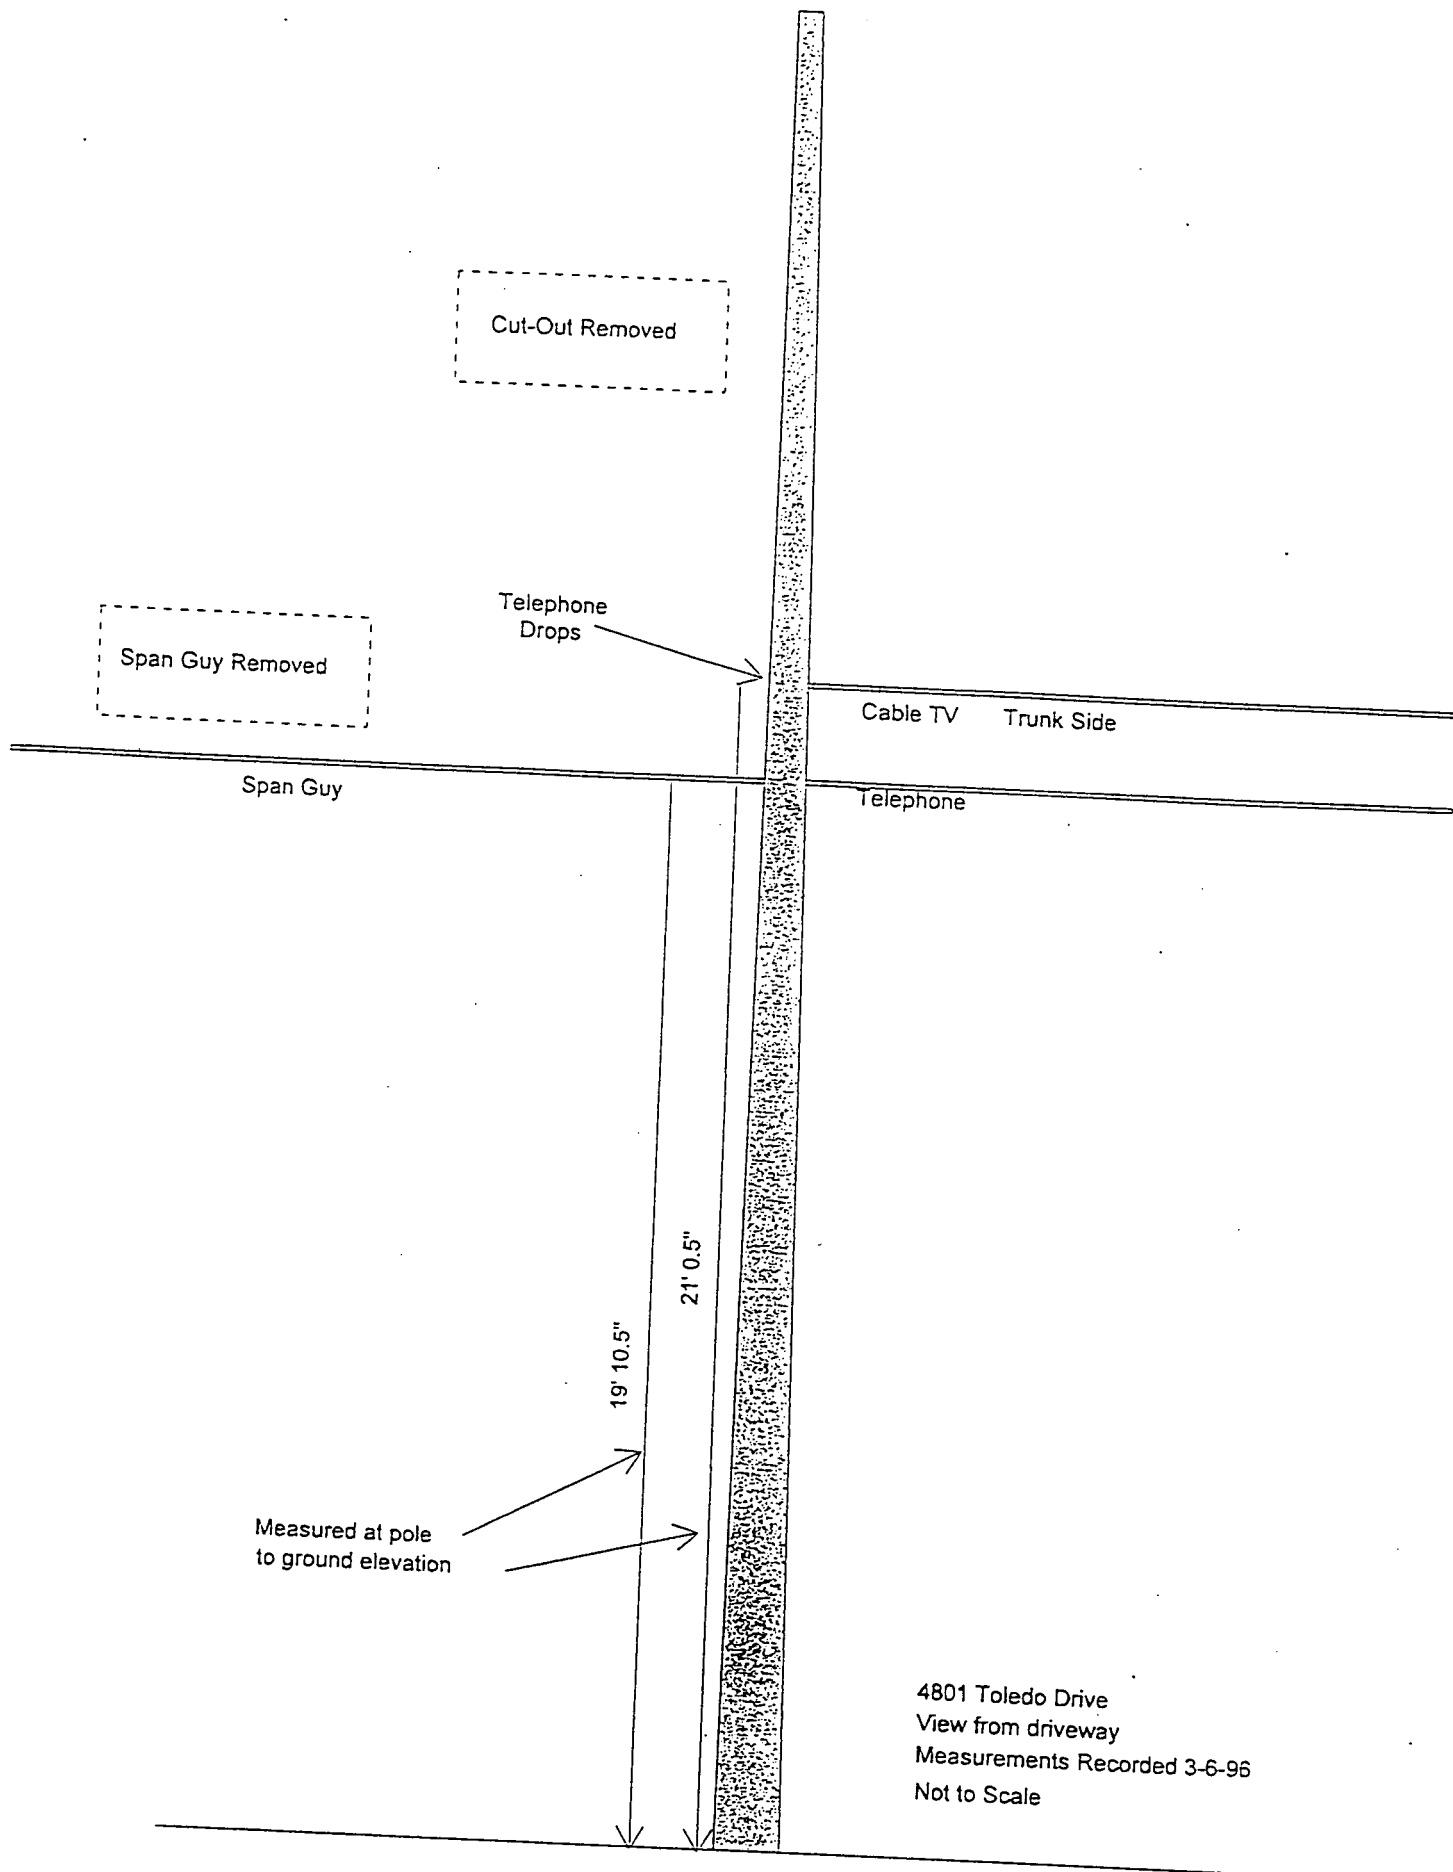 Cut-Out Removed
Telephone
Drops
Span Guy Removed
Cable TV Trunk Side
Span Guy
Telephone
21' 0.5"
19' 10.5"
Measured at pole
to ground elevation
4801 Toledo Drive
View from driveway
Measurements Recorded 3-6-96
Not to Scale